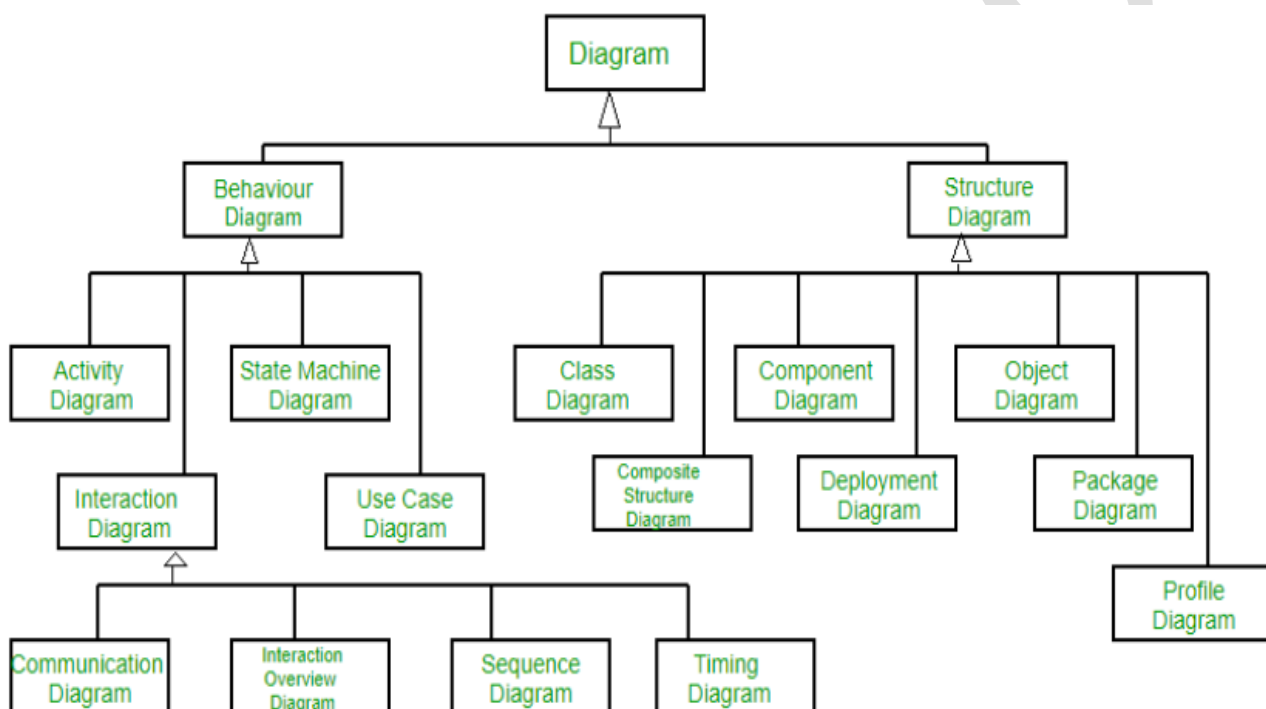 Diagram
Behaviour
Diagram
Structure
Diagram
Activity
Diagram
State Machine
Diagram
Class
Diagram
Component
Diagram
Object
Diagram
Interaction
Diagram
Use Case
Diagram
Composite
Structure
Diagram
Deployment
Diagram
Package
Diagram
Profile
Diagram
Communication
Diagram
Interaction
Overview
Diagram
Sequence
Diagram
Timing
Diagram